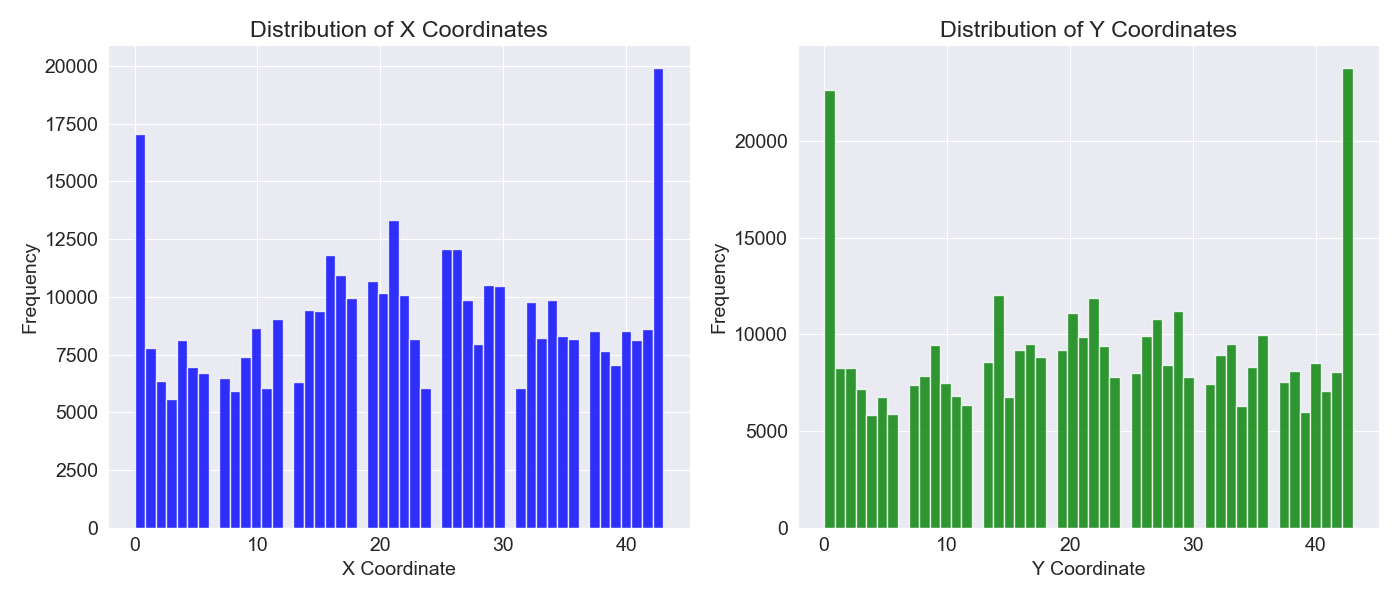 Distribution of X Coordinates
20000
17500
15000
12500
10000
7500
5000
2500
0
Frequency
0 10 20 30 40
X Coordinate
Distribution of Y Coordinates
20000
15000
10000
5000
0
Frequency
0 10 20 30 40
Y Coordinate